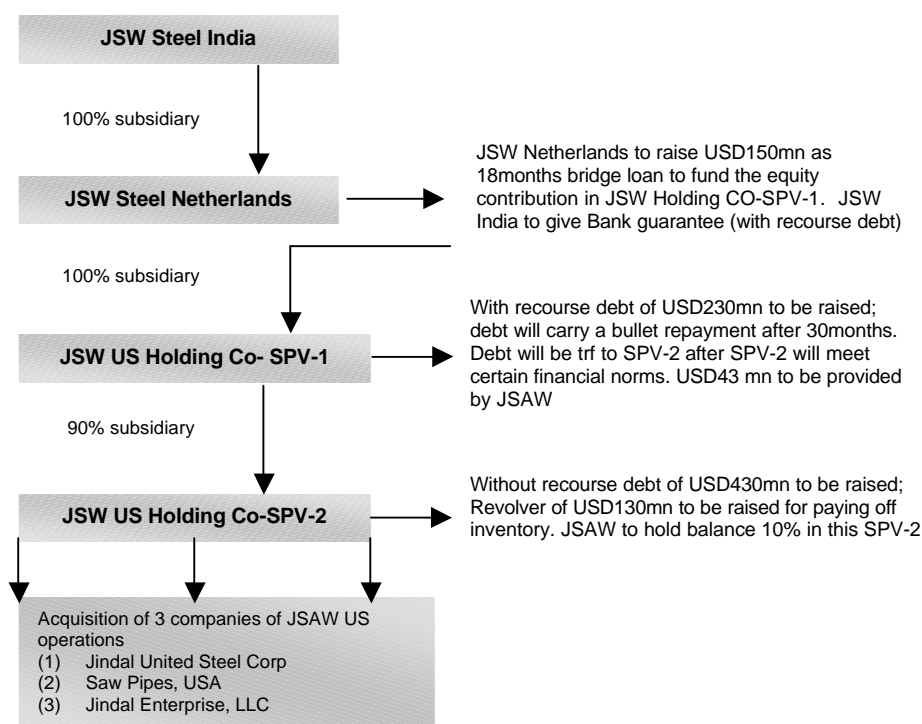 JSW Steel India
100% subsidiary
JSW Netherlands to raise USD150mn as
18months bridge loan to fund the equity
contribution in JSW Holding CO-SPV-1. JSW
India to give Bank guarantee (with recourse debt)
JSW Steel Netherlands
100% subsidiary
With recourse debt of USD230mn to be raised;
debt will carry a bullet repayment after 30months.
Debt will be trf to SPV-2 after SPV-2 will meet
certain financial norms. USD43 mn to be provided
by JSAW
JSW US Holding Co- SPV-1
90% subsidiary
Without recourse debt of USD430mn to be raised;
Revolver of USD130mn to be raised for paying off
inventory. JSAW to hold balance 10% in this SPV-2
JSW US Holding Co-SPV-2
Acquisition of 3 companies of JSAW US
operations
(1) Jindal United Steel Corp
(2) Saw Pipes, USA
(3) Jindal Enterprise, LLC